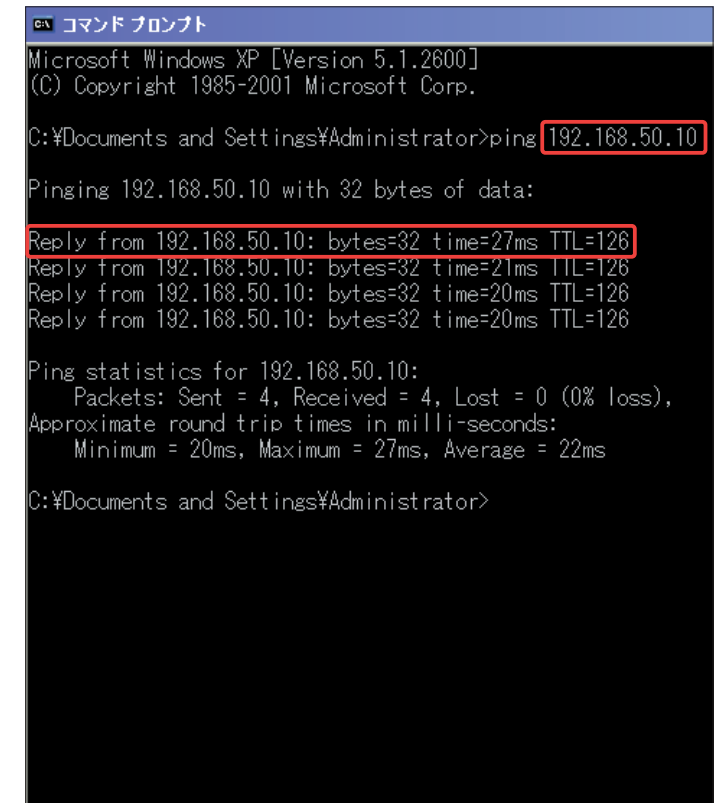 コマンド プロンプト
Microsoft Windows XP [Version 5.1.2600]
(C) Copyright 1985-2001 Microsoft Corp.
C:¥Documents and Settings¥Administrator>ping 192.168.50.10
Pinging 192.168.50.10 with 32 bytes of data:
Reply from 192.168.50.10: bytes=32 time=27ms TTL=126
Reply from 192.168.50.10: bytes=32 time=21ms TTL=126
Reply from 192.168.50.10: bytes=32 time=20ms TTL=126
Reply from 192.168.50.10: bytes=32 time=20ms TTL=126
Ping statistics for 192.168.50.10:
Packets: Sent = 4, Received = 4, Lost = 0 (0% loss),
Approximate round trip times in milli-seconds:
Minimum = 20ms, Maximum = 27ms, Average = 22ms
C:¥Documents and Settings¥Administrator>